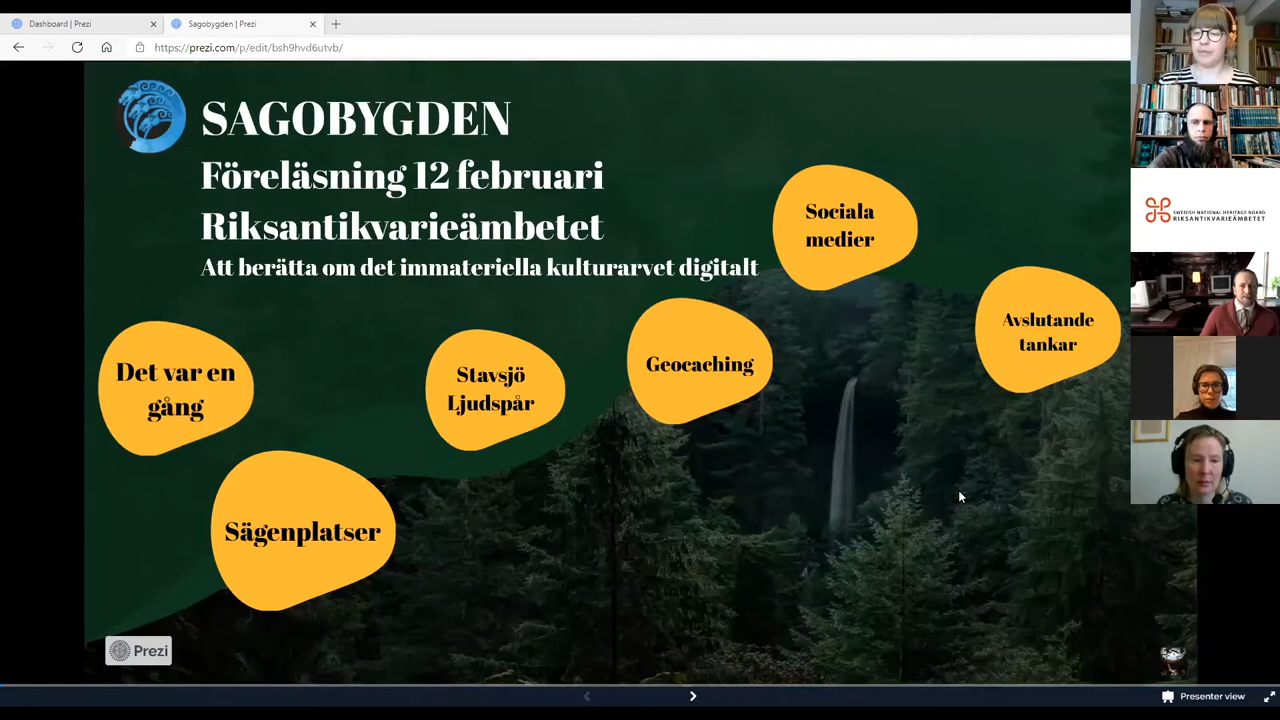 Dashboard | Prezi
Sagobygden | Prezi
https://prezi.com/p/edit/bsh9hvd6utvb/
SAGOBYGDEN
Föreläsning 12 februari
Riksantikvarieämbetet
Att berätta om det immateriella kulturarvet digitalt
Sociala
medier
Avslutande
tankar
Geocaching
Stavsjö
Ljudspår
Det var en
gång
Sägenplatser
Prezi
Presenter view
SWEDISH NATIONAL HERITAGE BOARD
RIKSANTIKVARIEÄMBETET